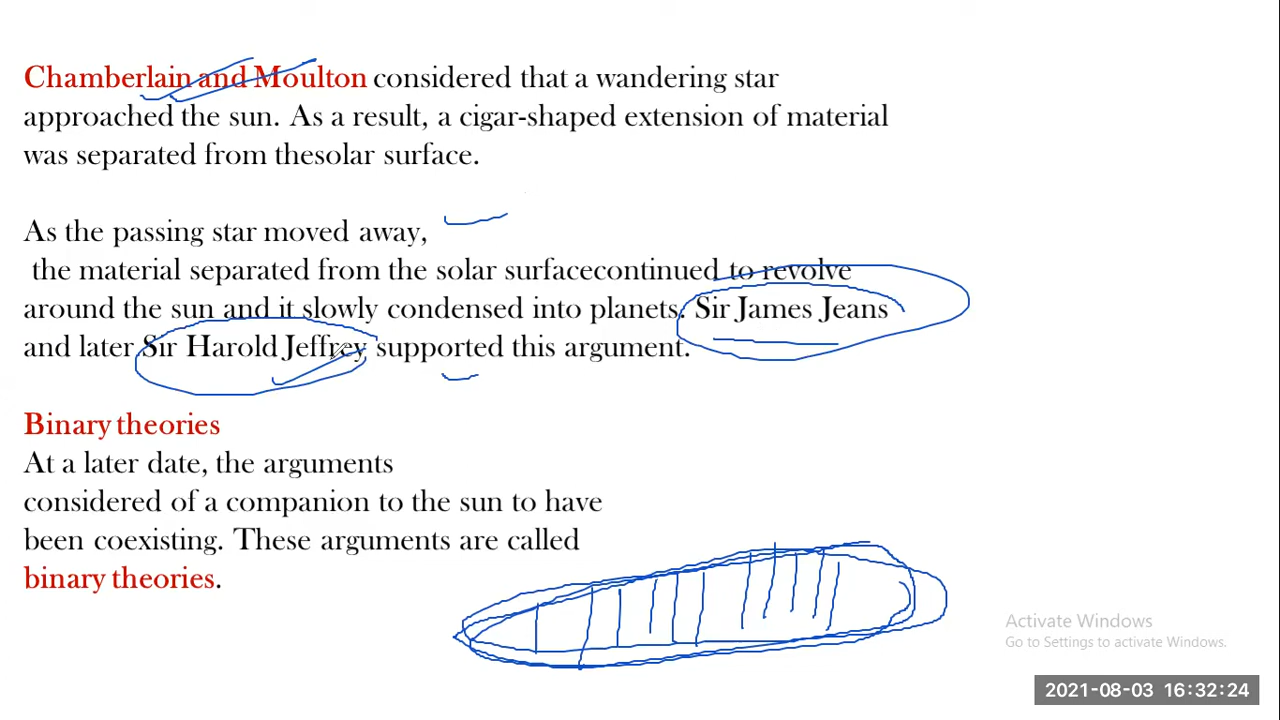 Chamberlain and Moulton considered that a wandering star
approached the sun. As a result, a cigar-shaped extension of material
was separated from thesolar surface.
As the passing star moved away,
the material separated from the solar surfacecontinued to revolve
around the sun and it slowly condensed into planets. Sir James Jeans
and later Sir Harold Jeffrey supported this argument.
Binary theories
At a later date, the arguments
considered of a companion to the sun to have
been coexisting. These arguments are called
binary theories.
Activate Windows
Go to Settings to activate Windows.
2021-08-03 16:32:24